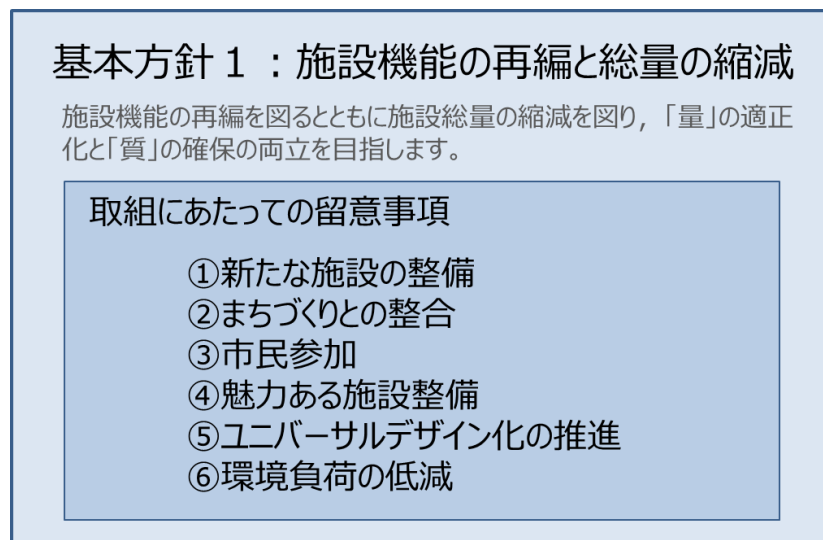 基本方針１：施設機能の再編と総量の縮減
施設機能の再編を図るとともに施設総量の縮減を図り，「量」の適正
化と「質」の確保の両立を目指します。
取組にあたっての留意事項
①新たな施設の整備
②まちづくりとの整合
③市民参加
④魅力ある施設整備
⑤ユニバーサルデザイン化の推進
⑥環境負荷の低減